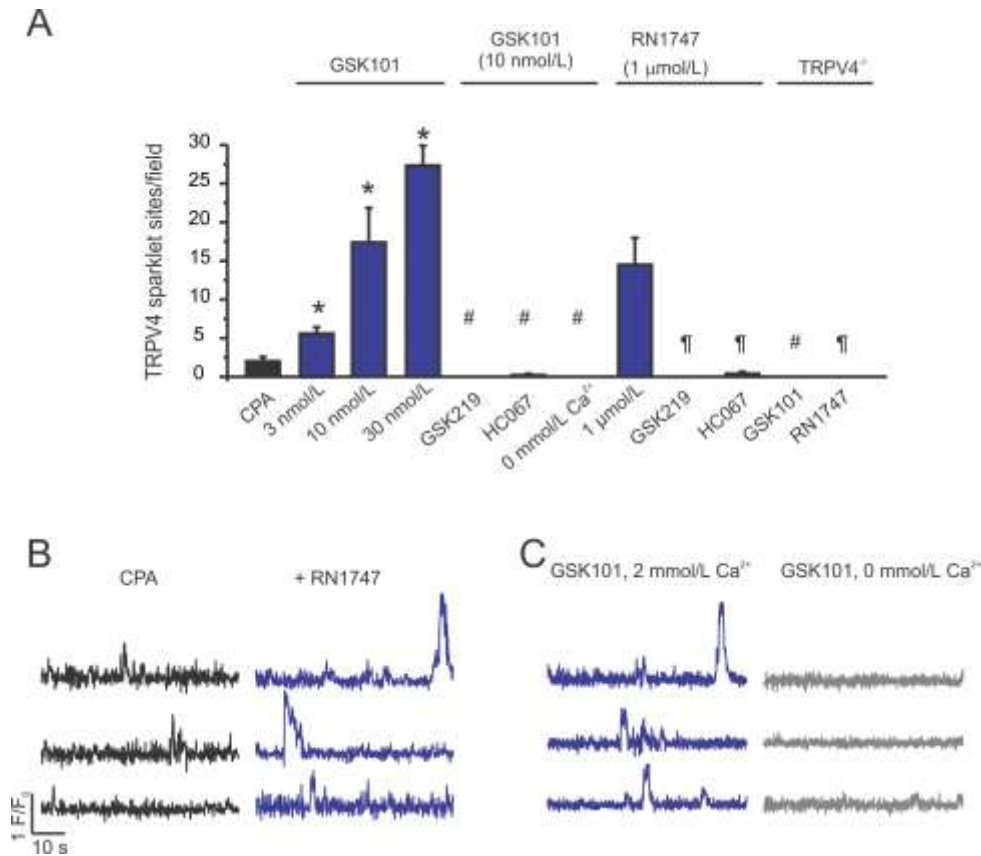 A
GSK101
GSK101
(10 nmol/L)
RN1747
(1 µmol/L)
TRPV4⁻/⁻
TRPV4 sparklet sites/field
30
25
20
15
10
5
0
*
*
*
#
#
#
¶
¶
#
¶
CPA
3 nmol/L
10 nmol/L
30 nmol/L
GSK219
HC067
0 mmol/L Ca²⁺
1 µmol/L
GSK219
HC067
GSK101
RN1747
B
CPA
+ RN1747
1 F/F₀
10 s
C
GSK101, 2 mmol/L Ca²⁺
GSK101, 0 mmol/L Ca²⁺